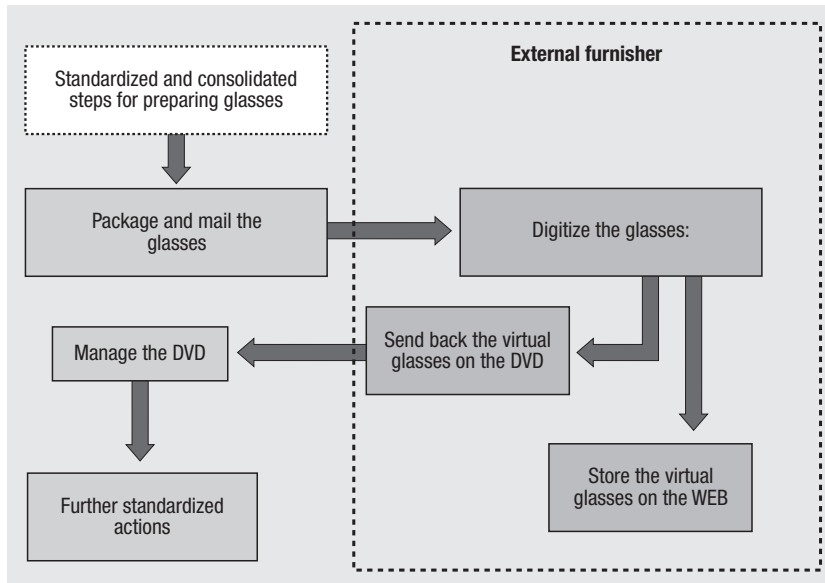 External furnisher
Standardized and consolidated
steps for preparing glasses
Package and mail the
glasses
Digitize the glasses:
Send back the virtual
glasses on the DVD
Manage the DVD
Store the virtual
glasses on the WEB
Further standardized
actions